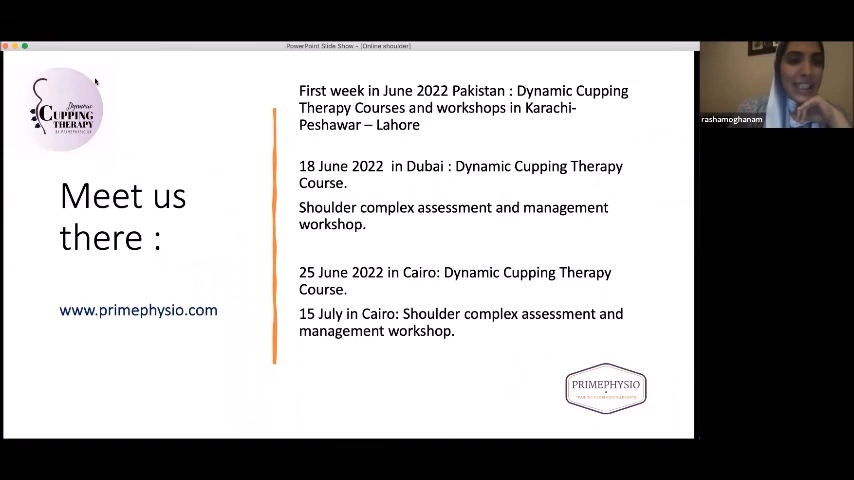 PowerPoint Slide Show - [Online shoulder]
Dynamic
CUPPING
THERAPY
BY PRIMEPHYSIO UK
Meet us
there :
www.primephysio.com
First week in June 2022 Pakistan : Dynamic Cupping
Therapy Courses and workshops in Karachi-
Peshawar – Lahore
18 June 2022 in Dubai : Dynamic Cupping Therapy
Course.
Shoulder complex assessment and management
workshop.
25 June 2022 in Cairo: Dynamic Cupping Therapy
Course.
15 July in Cairo: Shoulder complex assessment and
management workshop.
PRIMEPHYSIO
rashamoghanam